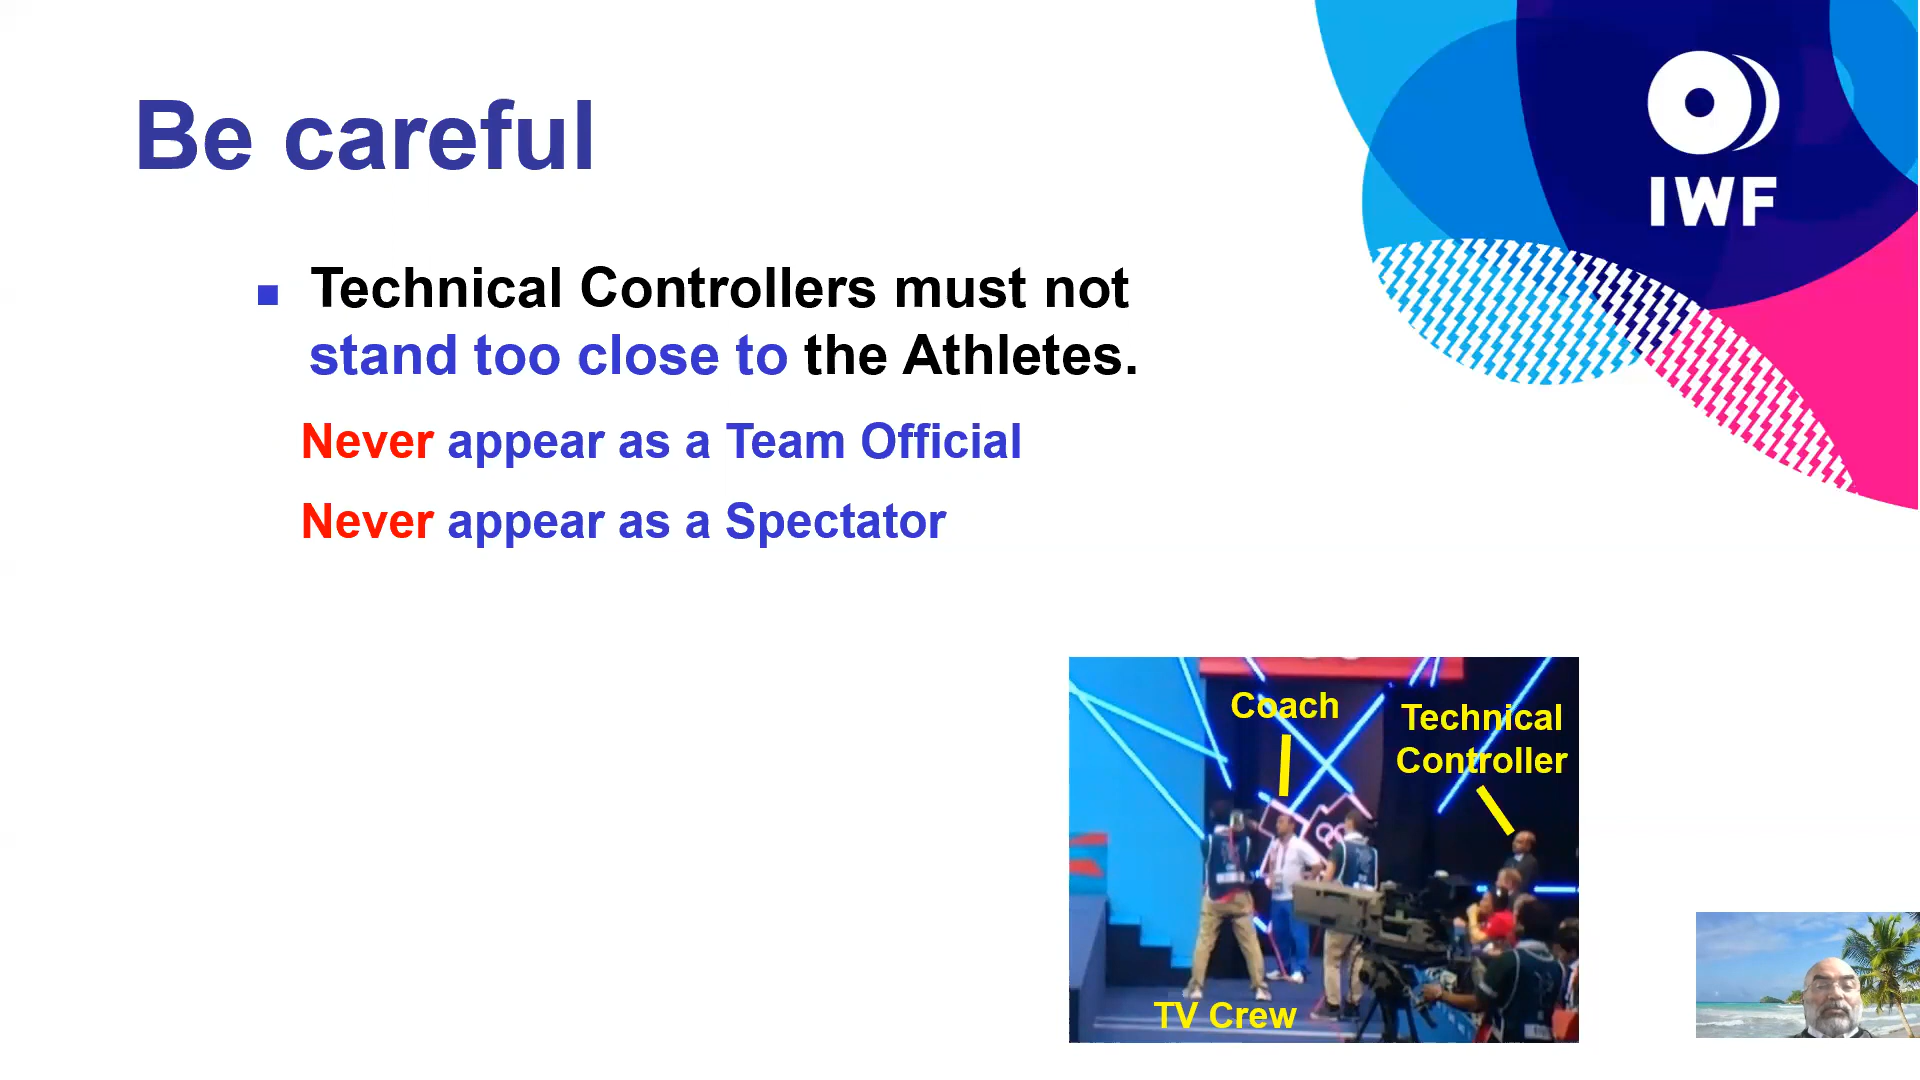 Be careful
IWF
Technical Controllers must not
stand too close to the Athletes.
Never appear as a Team Official
Never appear as a Spectator
Coach
Technical
Controller
TV Crew